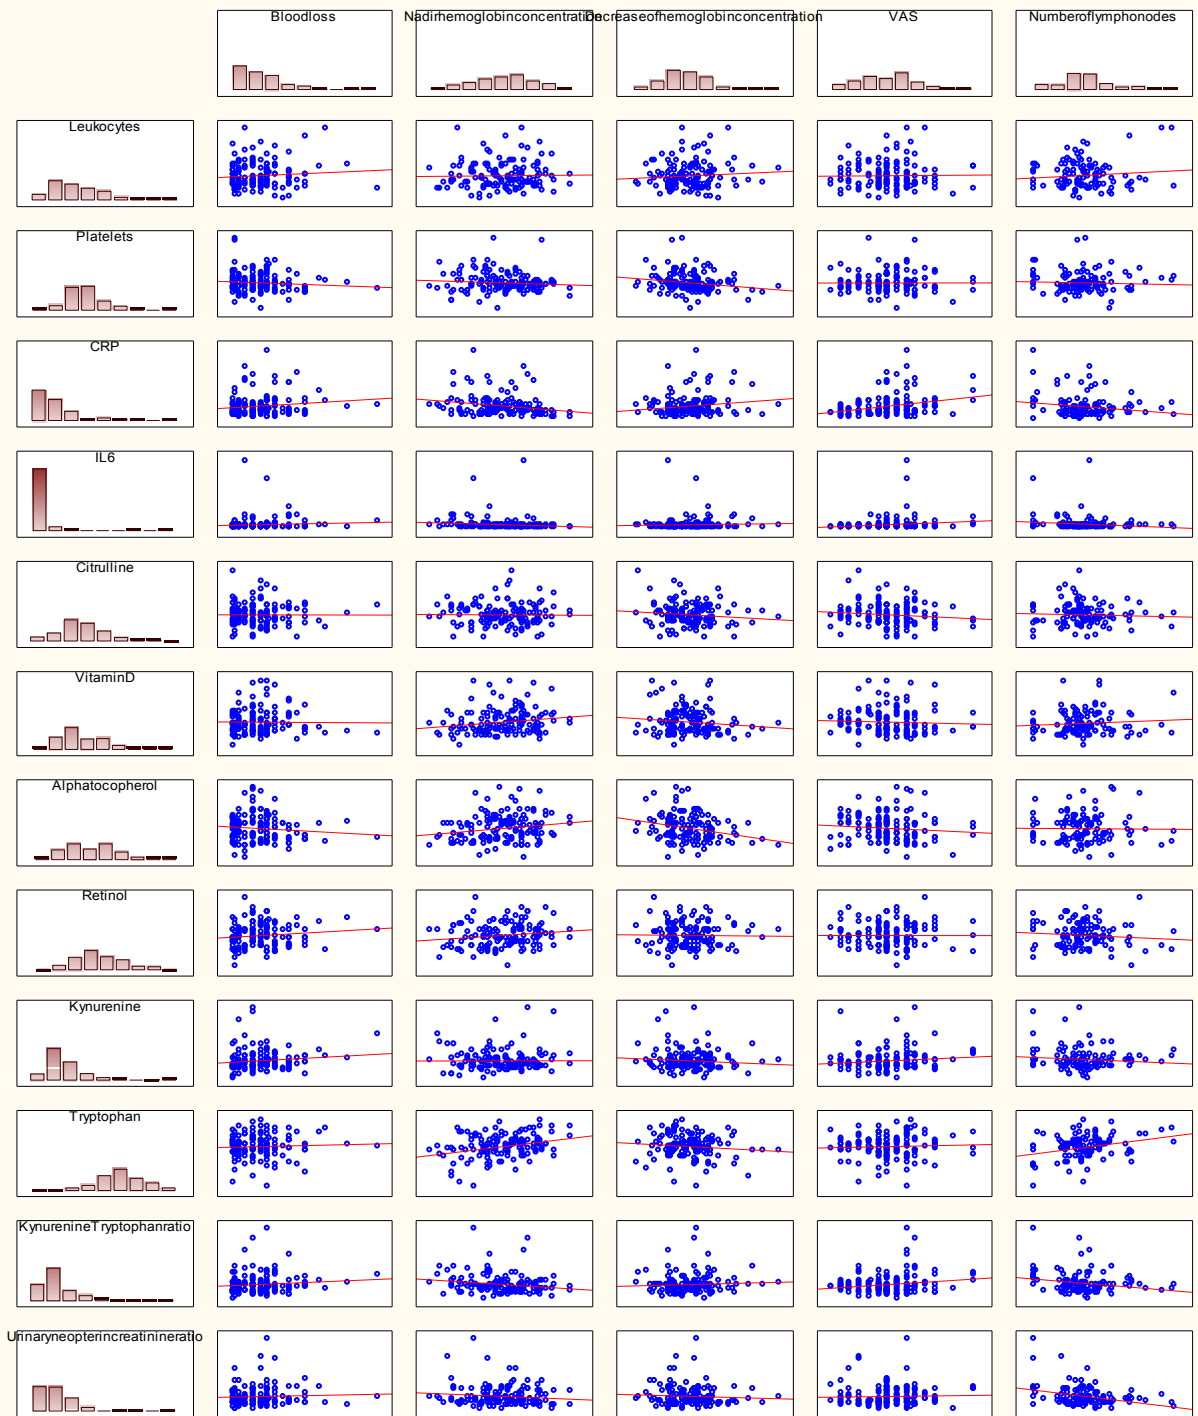 Bloodloss
Nadirhemoglobinconcentration
Decreaseofhemoglobinconcentration
VAS
Numberoflymphonodes
Leukocytes
Platelets
CRP
IL6
Citrulline
VitaminD
Alphatocopherol
Retinol
Kynurenine
Tryptophan
KynurenineTryptophanratio
Urinaryneopterincreatinineratio